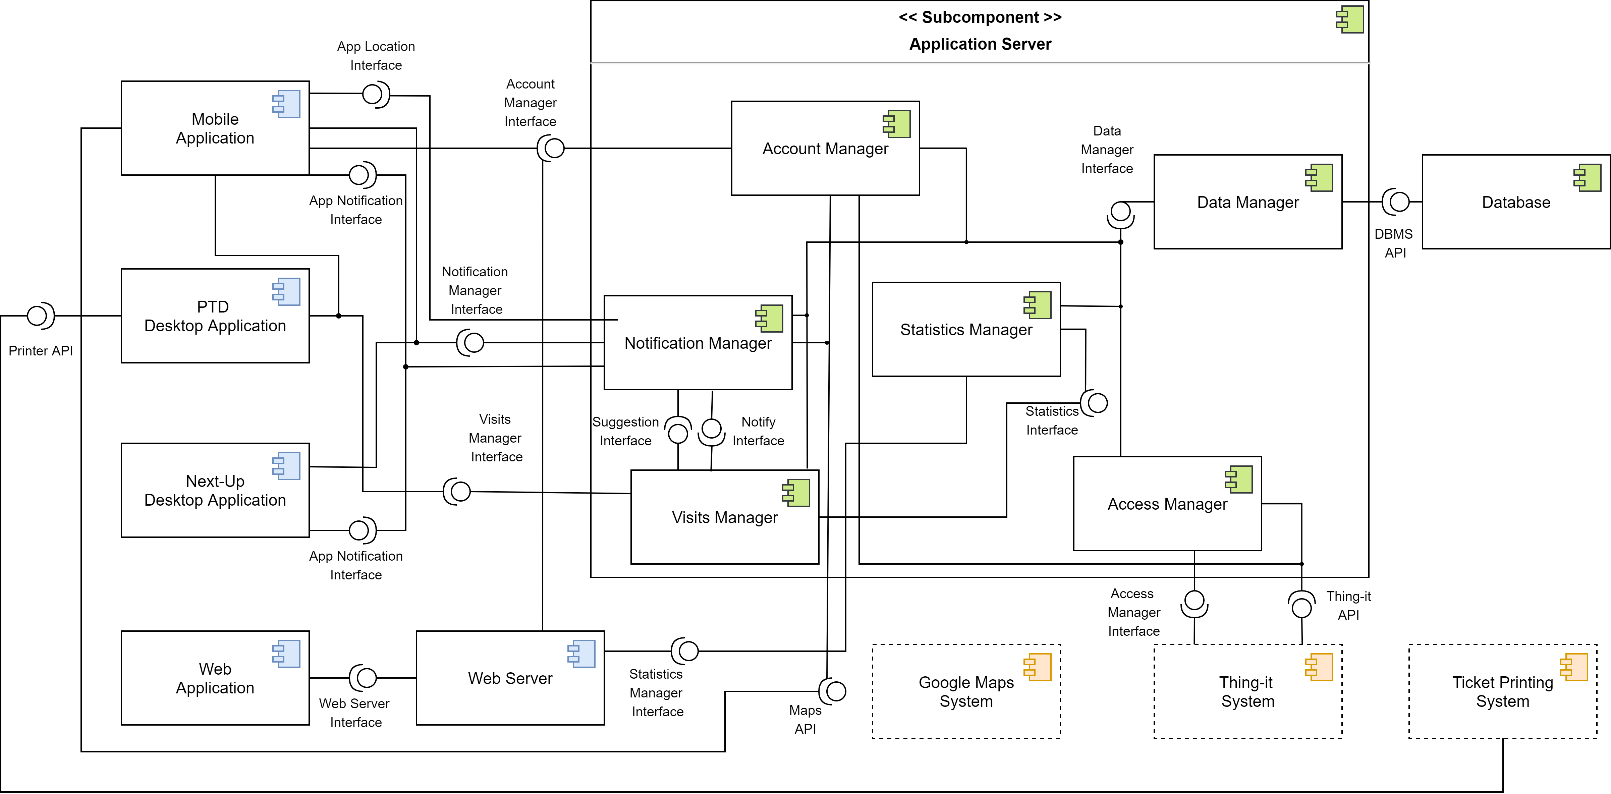 << Subcomponent >>
Application Server
App Location
Interface
Account
Manager
Interface
Mobile
Application
Account Manager
Data
Manager
Interface
Data Manager
Database
DBMS
API
App Notification
Interface
Notification
Manager
Interface
PTD
Desktop Application
Printer API
Notification Manager
Statistics Manager
Suggestion
Interface
Notify
Interface
Statistics
Interface
Visits
Manager
Interface
Next-Up
Desktop Application
Visits Manager
Access Manager
App Notification
Interface
Access
Manager
Interface
Thing-it
API
Web
Application
Web Server
Interface
Web Server
Statistics
Manager
Interface
Maps
API
Google Maps
System
Thing-it
System
Ticket Printing
System